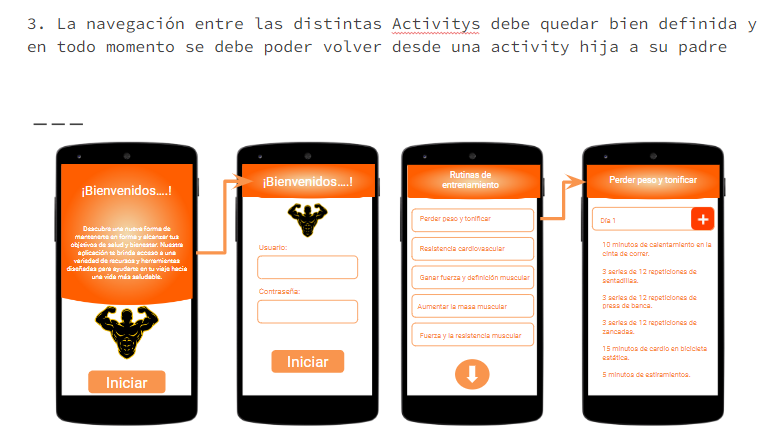 3. La navegación entre las distintas Activitys debe quedar bien definida y
en todo momento se debe poder volver desde una activity hija a su padre
___
¡Bienvenidos....!
Descubre una nueva forma de
mantenerte en forma y alcanzar tus
objetivos de salud y bienestar. Nuestra
aplicación te brinda acceso a una
variedad de recursos y herramientas
diseñadas para ayudarte en tu viaje hacia
una vida más saludable.
Iniciar
¡Bienvenidos....!
Usuario:
Contraseña:
Iniciar
Rutinas de
entrenamiento
Perder peso y tonificar
Resistencia cardiovascular
Ganar fuerza y definición muscular
Aumentar la masa muscular
Fuerza y la resistencia muscular
Perder peso y tonificar
Día 1
10 minutos de calentamiento en la
cinta de correr.
3 series de 12 repeticiones de
sentadillas.
3 series de 12 repeticiones de
press de banca.
3 series de 12 repeticiones de
zancadas.
15 minutos de cardio en bicicleta
estática.
5 minutos de estiramientos.